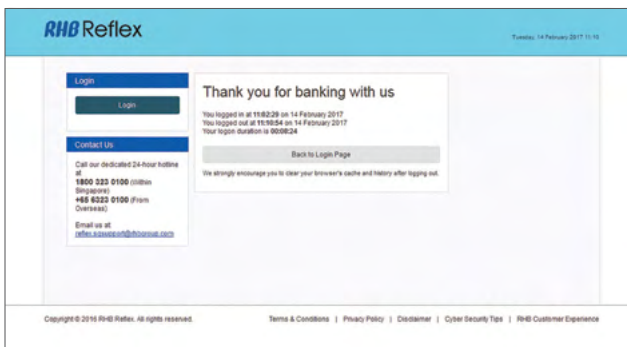 RHB Reflex
Tuesday, 14 February 2017 11:10
Login
Login
Contact Us
Call our dedicated 24-hour hotline
at
1800 323 0100 (Within
Singapore)
+65 6323 0100 (From
Overseas)
Email us at
reflex.sgsupport@rhbgroup.com
Thank you for banking with us
You logged in at 11:02:29 on 14 February 2017
You logged out at 11:10:54 on 14 February 2017
Your logon duration is 00:08:24
Back to Login Page
We strongly encourage you to clear your browser's cache and history after logging out.
Copyright © 2016 RHB Reflex. All rights reserved.
Terms & Conditions | Privacy Policy | Disclaimer | Cyber Security Tips | RHB Customer Experience